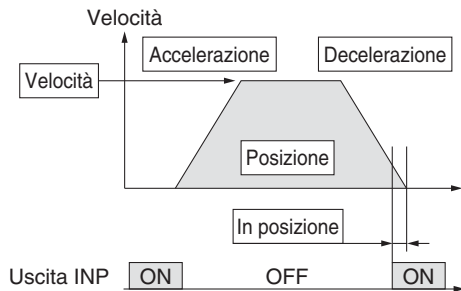 Velocità
Accelerazione
Decelerazione
Velocità
Posizione
In posizione
Uscita INP
ON
OFF
ON